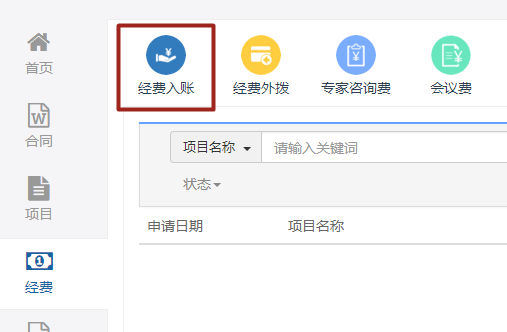 首页
合同
项目
经费
经费入账
经费外拨
专家咨询费
会议费
项目名称
请输入关键词
状态
申请日期
项目名称